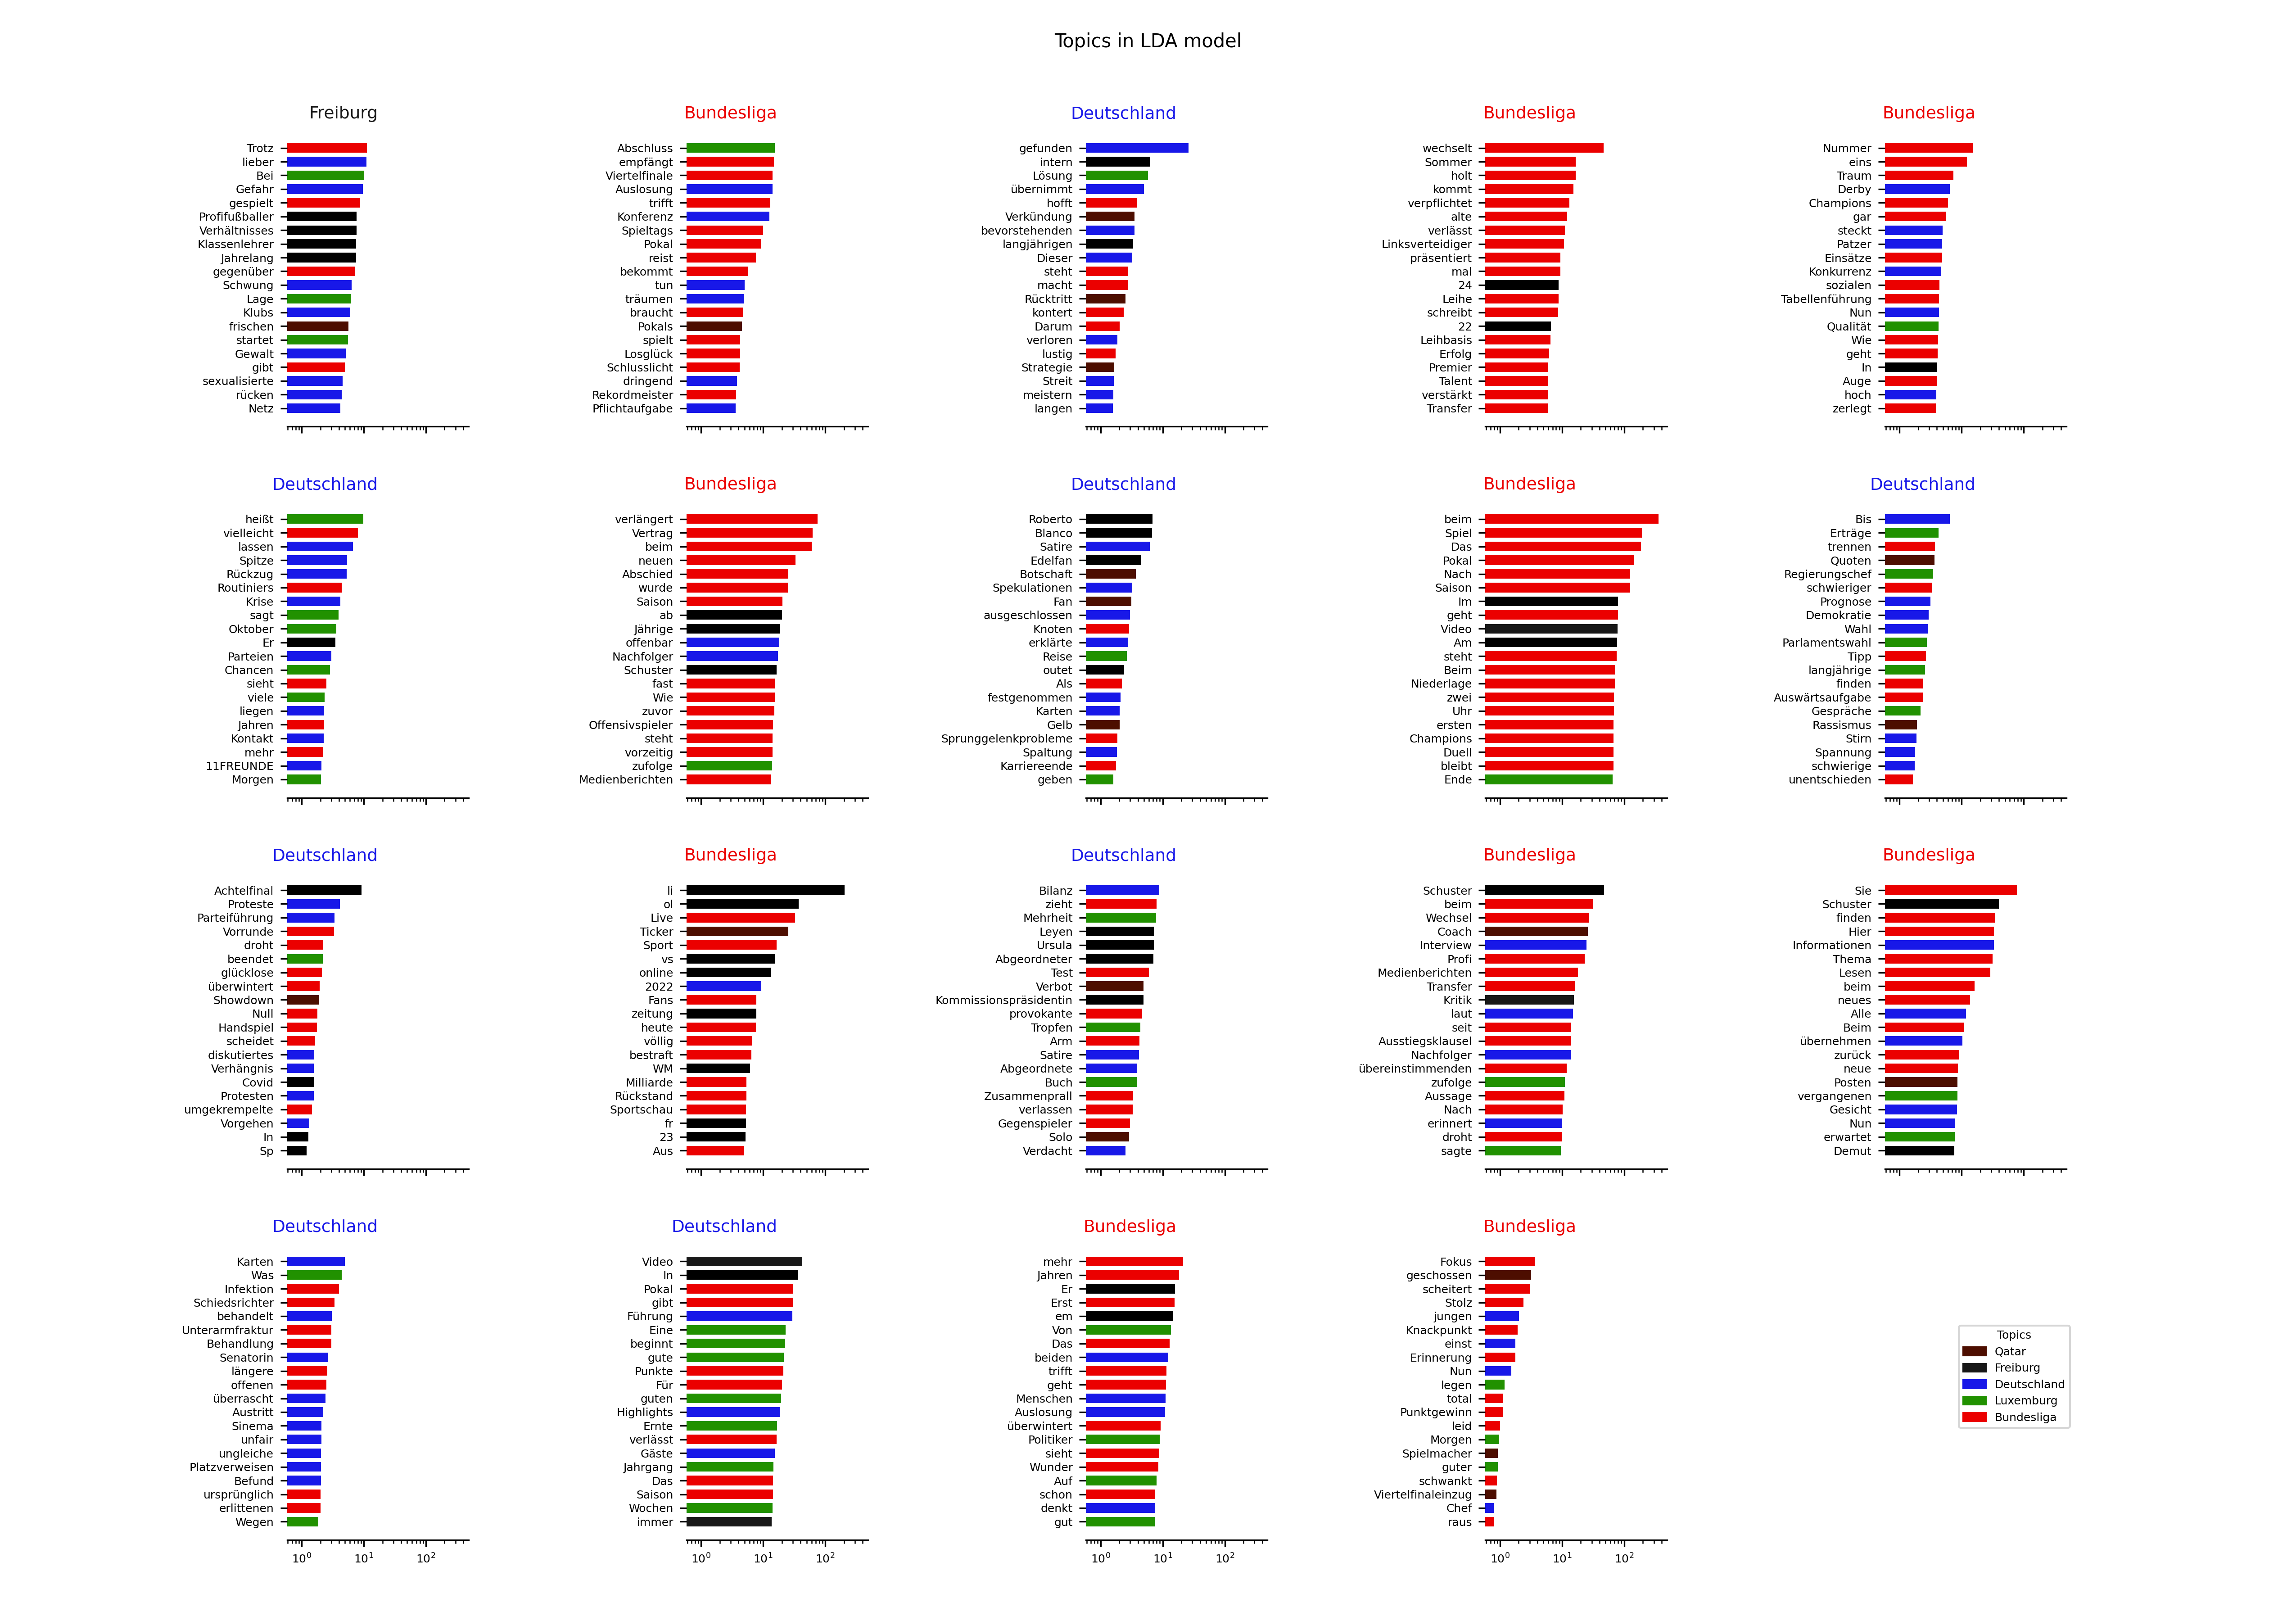 Topics in LDA model
Freiburg
Trotz
lieber
Bei
Gefahr
gespielt
Profifußballer
Verhältnisses
Klassenlehrer
Jahrelang
gegenüber
Schwung
Lage
Klubs
frischen
startet
Gewalt
gibt
sexualisierte
rücken
Netz
Bundesliga
Abschluss
empfängt
Viertelfinale
Auslosung
trifft
Konferenz
Spieltags
Pokal
reist
bekommt
tun
träumen
braucht
Pokals
spielt
Losglück
Schlusslicht
dringend
Rekordmeister
Pflichtaufgabe
Deutschland
gefunden
intern
Lösung
übernimmt
hofft
Verkündung
bevorstehenden
langjährigen
Dieser
steht
macht
Rücktritt
kontert
Darum
verloren
lustig
Strategie
Streit
meistern
langen
Bundesliga
wechselt
Sommer
holt
kommt
verpflichtet
alte
verlässt
Linksverteidiger
präsentiert
mal
24
Leihe
schreibt
22
Leihbasis
Erfolg
Premier
Talent
verstärkt
Transfer
Bundesliga
Nummer
eins
Traum
Derby
Champions
gar
steckt
Patzer
Einsätze
Konkurrenz
sozialen
Tabellenführung
Nun
Qualität
Wie
geht
In
Auge
hoch
zerlegt
Deutschland
heißt
vielleicht
lassen
Spitze
Rückzug
Routiniers
Krise
sagt
Oktober
Er
Parteien
Chancen
sieht
viele
liegen
Jahren
Kontakt
mehr
11FREUNDE
Morgen
Bundesliga
verlängert
Vertrag
beim
neuen
Abschied
wurde
Saison
ab
Jährige
offenbar
Nachfolger
Schuster
fast
Wie
zuvor
Offensivspieler
steht
vorzeitig
zufolge
Medienberichten
Deutschland
Roberto
Blanco
Satire
Edelfan
Botschaft
Spekulationen
Fan
ausgeschlossen
Knoten
erklärte
Reise
outet
Als
festgenommen
Karten
Gelb
Sprunggelenkprobleme
Spaltung
Karriereende
geben
Bundesliga
beim
Spiel
Das
Pokal
Nach
Saison
Im
geht
Video
Am
steht
Beim
Niederlage
zwei
Uhr
ersten
Champions
Duell
bleibt
Ende
Deutschland
Bis
Erträge
trennen
Quoten
Regierungschef
schwieriger
Prognose
Demokratie
Wahl
Parlamentswahl
Tipp
langjährige
finden
Auswärtsaufgabe
Gespräche
Rassismus
Stirn
Spannung
schwierige
unentschieden
Deutschland
Achtelfinal
Proteste
Parteiführung
Vorrunde
droht
beendet
glücklose
überwintert
Showdown
Null
Handspiel
scheidet
diskutiertes
Verhängnis
Covid
Protesten
umgekrempelte
Vorgehen
In
Sp
Bundesliga
li
ol
Live
Ticker
Sport
vs
online
2022
Fans
zeitung
heute
völlig
bestraft
WM
Milliarde
Rückstand
Sportschau
fr
23
Aus
Deutschland
Bilanz
zieht
Mehrheit
Leyen
Ursula
Abgeordneter
Test
Verbot
Kommissionspräsidentin
provokante
Tropfen
Arm
Satire
Abgeordnete
Buch
Zusammenprall
verlassen
Gegenspieler
Solo
Verdacht
Bundesliga
Schuster
beim
Wechsel
Coach
Interview
Profi
Medienberichten
Transfer
Kritik
laut
seit
Ausstiegsklausel
Nachfolger
übereinstimmenden
zufolge
Aussage
Nach
erinnert
droht
sagte
Bundesliga
Sie
Schuster
finden
Hier
Informationen
Thema
Lesen
beim
neues
Alle
Beim
übernehmen
zurück
neue
Posten
vergangenen
Gesicht
Nun
erwartet
Demut
Deutschland
Karten
Was
Infektion
Schiedsrichter
behandelt
Unterarmfraktur
Behandlung
Senatorin
längere
offenen
überrascht
Austritt
Sinema
unfair
ungleiche
Platzverweisen
Befund
ursprünglich
erlittenen
Wegen
10⁰ 10¹ 10²
Deutschland
Video
In
Pokal
gibt
Führung
Eine
beginnt
gute
Punkte
Für
guten
Highlights
Ernte
verlässt
Gäste
Jahrgang
Das
Saison
Wochen
immer
10⁰ 10¹ 10²
Bundesliga
mehr
Jahren
Er
Erst
em
Von
Das
beiden
trifft
geht
Menschen
Auslosung
überwintert
Politiker
sieht
Wunder
Auf
schon
denkt
gut
10⁰ 10¹ 10²
Bundesliga
Fokus
geschossen
scheitert
Stolz
jungen
Knackpunkt
einst
Erinnerung
Nun
legen
total
Punktgewinn
leid
Morgen
Spielmacher
guter
schwankt
Viertelfinaleinzug
Chef
raus
10⁰ 10¹ 10²
Topics
Qatar
Freiburg
Deutschland
Luxemburg
Bundesliga